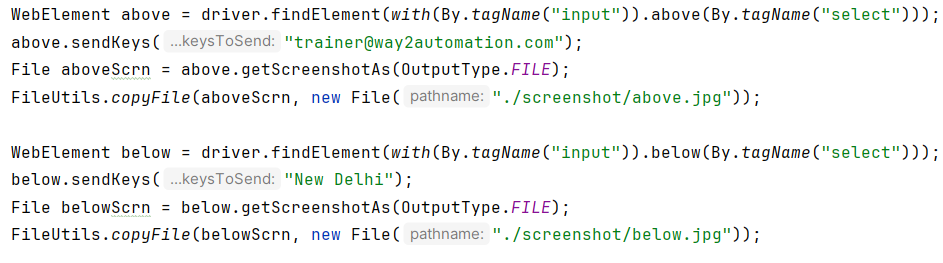 WebElement above = driver.findElement(with(By.tagName("input")).above(By.tagName("select")));
above.sendKeys( ...keysToSend: "trainer@way2automation.com");
File aboveScrn = above.getScreenshotAs(OutputType.FILE);
FileUtils.copyFile(aboveScrn, new File( pathname: "./screenshot/above.jpg"));
WebElement below = driver.findElement(with(By.tagName("input")).below(By.tagName("select")));
below.sendKeys( ...keysToSend: "New Delhi");
File belowScrn = below.getScreenshotAs(OutputType.FILE);
FileUtils.copyFile(belowScrn, new File( pathname: "./screenshot/below.jpg"));